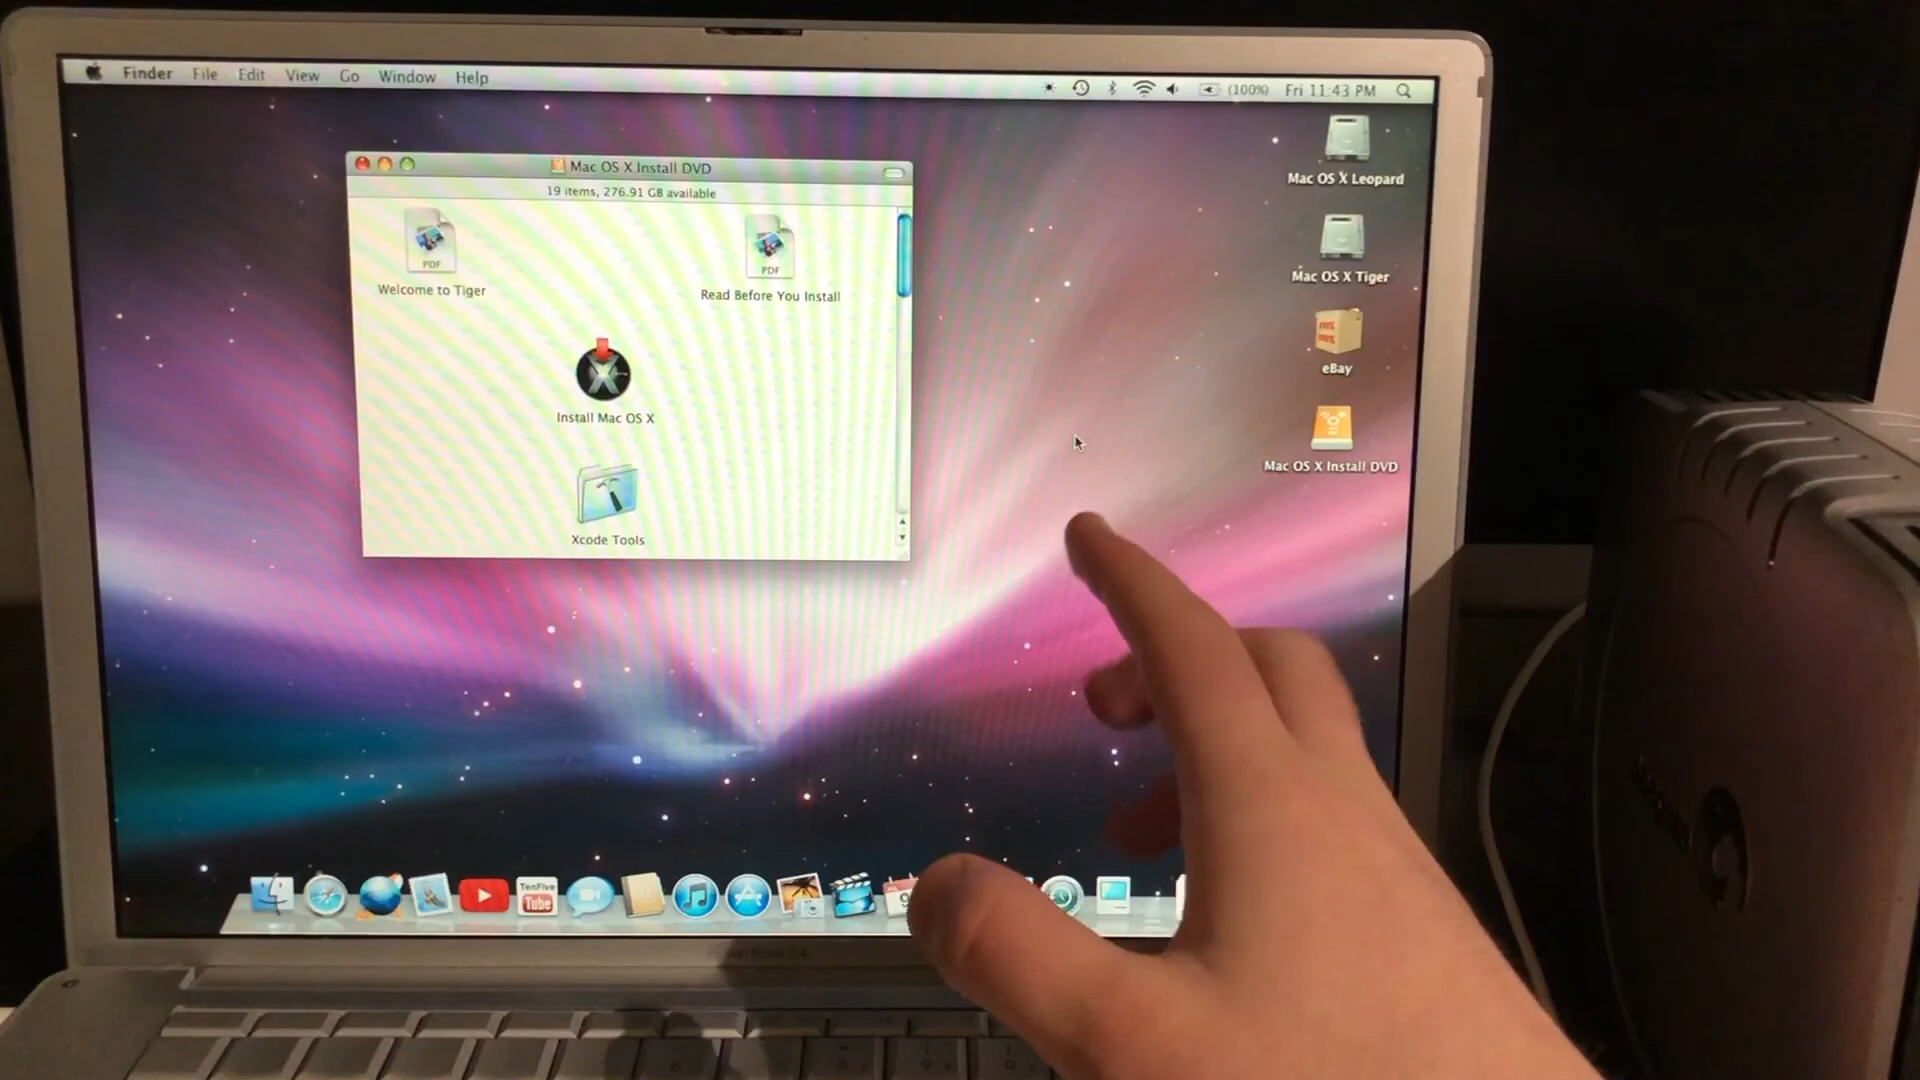 Finder File Edit View Go Window Help
(100%) Fri 11:43 PM
Mac OS X Install DVD
19 items, 276.91 GB available
PDF
Welcome to Tiger
PDF
Read Before You Install
Install Mac OS X
Xcode Tools
Mac OS X Leopard
Mac OS X Tiger
eBay
Mac OS X Install DVD
TenFive
Tube